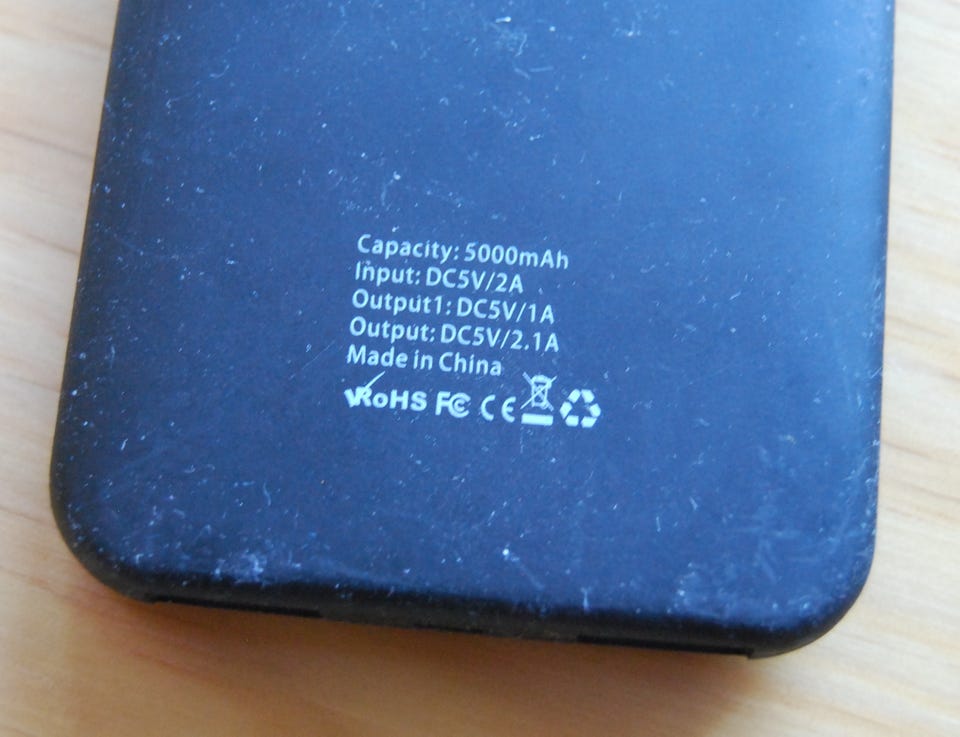 Capacity: 5000mAh
Input: DC5V/2A
Output1: DC5V/1A
Output: DC5V/2.1A
Made in China
RoHS FC CE